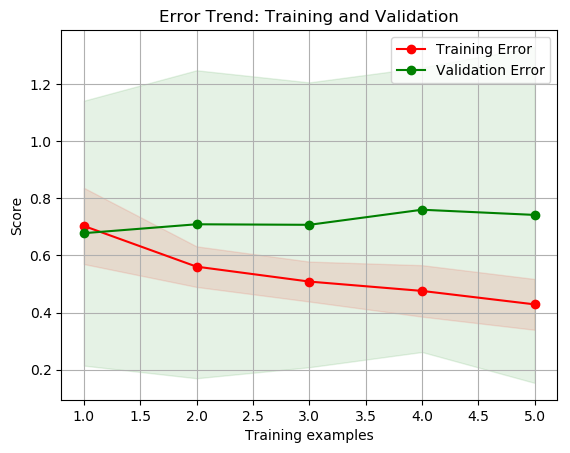 Error Trend: Training and Validation
Training Error
Validation Error
1.2
1.0
0.8
0.6
0.4
0.2
Score
1.0 1.5 2.0 2.5 3.0 3.5 4.0 4.5 5.0
Training examples